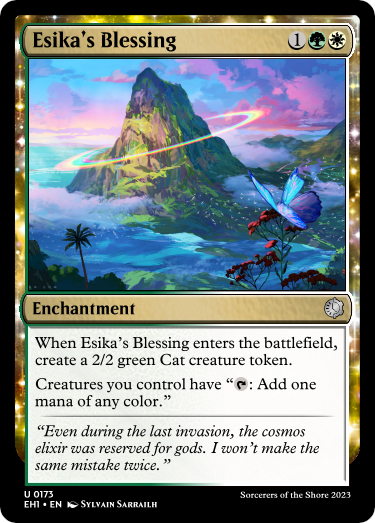 Esika's Blessing 1
Enchantment
When Esika's Blessing enters the battlefield,
create a 2/2 green Cat creature token.
Creatures you control have “: Add one
mana of any color.”
“Even during the last invasion, the cosmos
elixir was reserved for gods. I won't make the
same mistake twice.”
U 0173
EH1 • EN Sylvain Sarrailh
Sorcerers of the Shore 2023